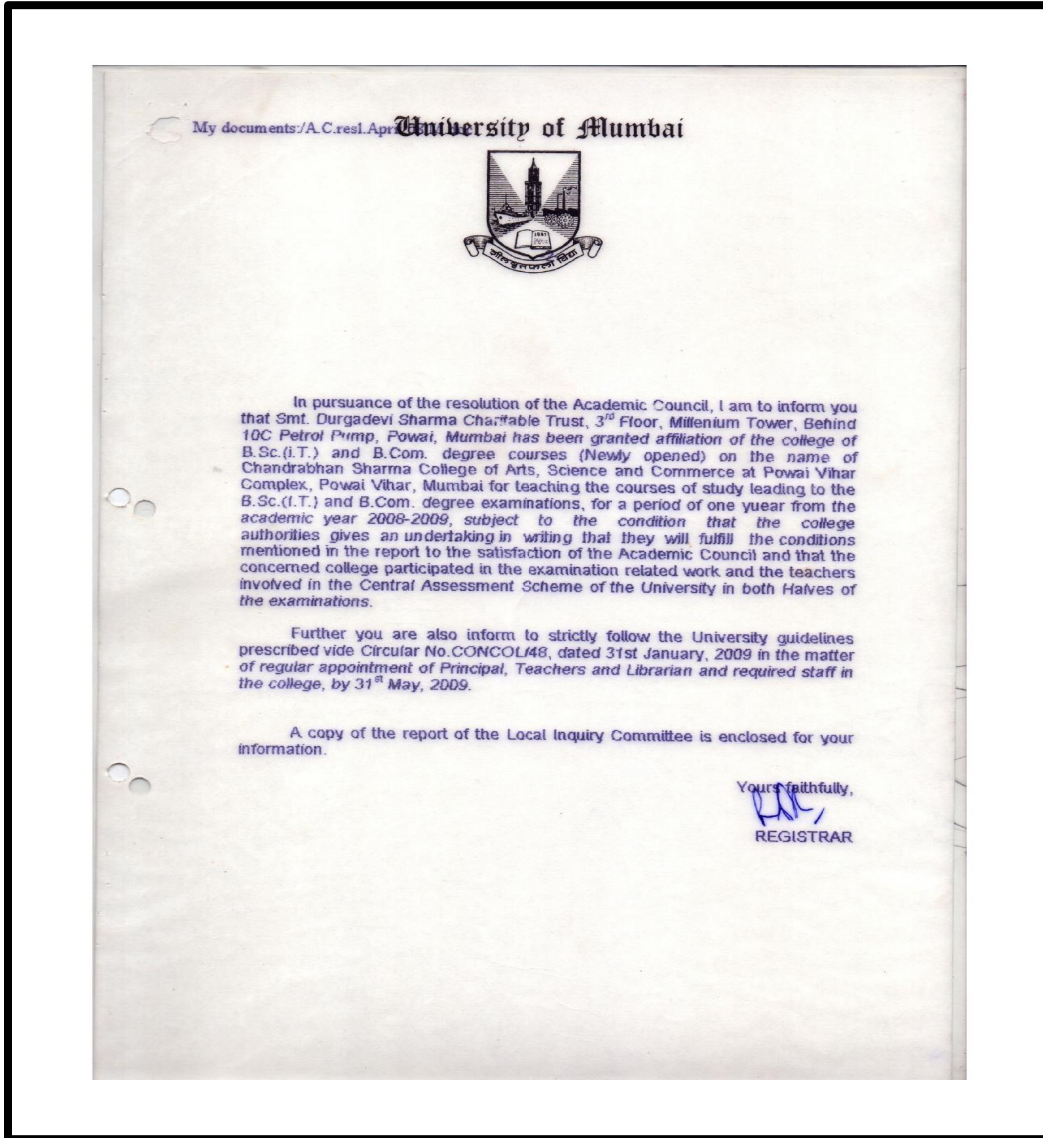 My documents:/A.C.resl.Apr
University of Mumbai
In pursuance of the resolution of the Academic Council, I am to inform you
that Smt. Durgadevi Sharma Charitable Trust, 3rd Floor, Millenium Tower, Behind
10C Petrol Pump, Powai, Mumbai has been granted affiliation of the college of
B.Sc.(i.T.) and B.Com. degree courses (Newly opened) on the name of
Chandrabhan Sharma College of Arts, Science and Commerce at Powai Vihar
Complex, Powai Vihar, Mumbai for teaching the courses of study leading to the
B.Sc.(I.T.) and B.Com. degree examinations, for a period of one yuear from the
academic year 2008-2009, subject to the condition that the college
authorities gives an undertaking in writing that they will fulfill the conditions
mentioned in the report to the satisfaction of the Academic Council and that the
concerned college participated in the examination related work and the teachers
involved in the Central Assessment Scheme of the University in both Halves of
the examinations.
Further you are also inform to strictly follow the University guidelines
prescribed vide Circular No.CONCOL/48, dated 31st January, 2009 in the matter
of regular appointment of Principal, Teachers and Librarian and required staff in
the college, by 31st May, 2009.
A copy of the report of the Local Inquiry Committee is enclosed for your
information.
Yours faithfully,
REGISTRAR